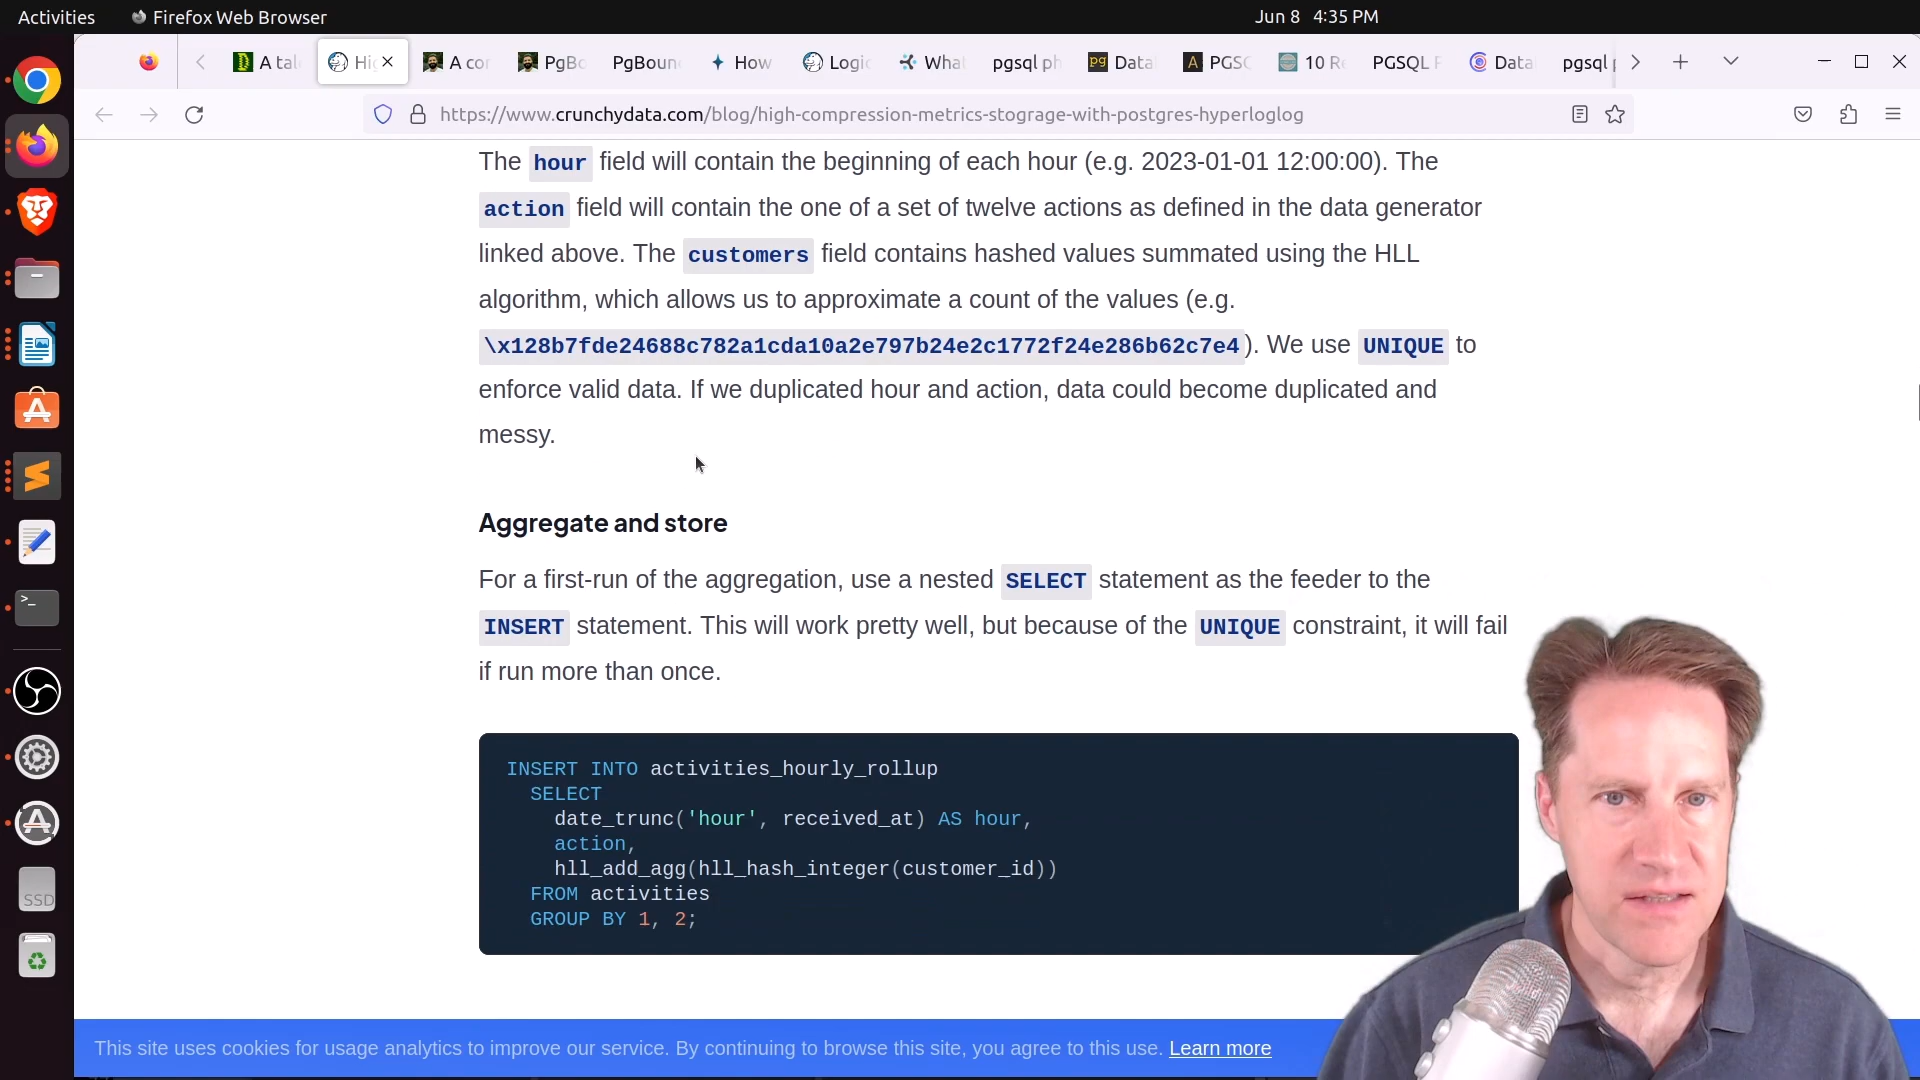 Activities Firefox Web Browser Jun 8 4:35 PM
A tal Hi A cor PgBo PgBoun How Logic Wha pgsql ph Data PGSC 10 Re PGSQL Data pgsql
https://www.crunchydata.com/blog/high-compression-metrics-stograge-with-postgres-hyperloglog
The hour field will contain the beginning of each hour (e.g. 2023-01-01 12:00:00). The
action field will contain the one of a set of twelve actions as defined in the data generator
linked above. The customers field contains hashed values summated using the HLL
algorithm, which allows us to approximate a count of the values (e.g.
\x128b7fde24688c782a1cda10a2e797b24e2c1772f24e286b62c7e4). We use UNIQUE to
enforce valid data. If we duplicated hour and action, data could become duplicated and
messy.
Aggregate and store
For a first-run of the aggregation, use a nested SELECT statement as the feeder to the
INSERT statement. This will work pretty well, but because of the UNIQUE constraint, it will fail
if run more than once.
INSERT INTO activities_hourly_rollup
SELECT
date_trunc('hour', received_at) AS hour,
action,
hll_add_agg(hll_hash_integer(customer_id))
FROM activities
GROUP BY 1, 2;
SSD
This site uses cookies for usage analytics to improve our service. By continuing to browse this site, you agree to this use. Learn more